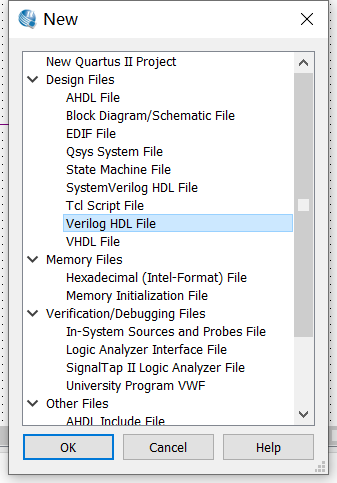 New
New Quartus II Project
Design Files
AHDL File
Block Diagram/Schematic File
EDIF File
Qsys System File
State Machine File
SystemVerilog HDL File
Tcl Script File
Verilog HDL File
VHDL File
Memory Files
Hexadecimal (Intel-Format) File
Memory Initialization File
Verification/Debugging Files
In-System Sources and Probes File
Logic Analyzer Interface File
SignalTap II Logic Analyzer File
University Program VWF
Other Files
AHDL Include File
OK Cancel Help